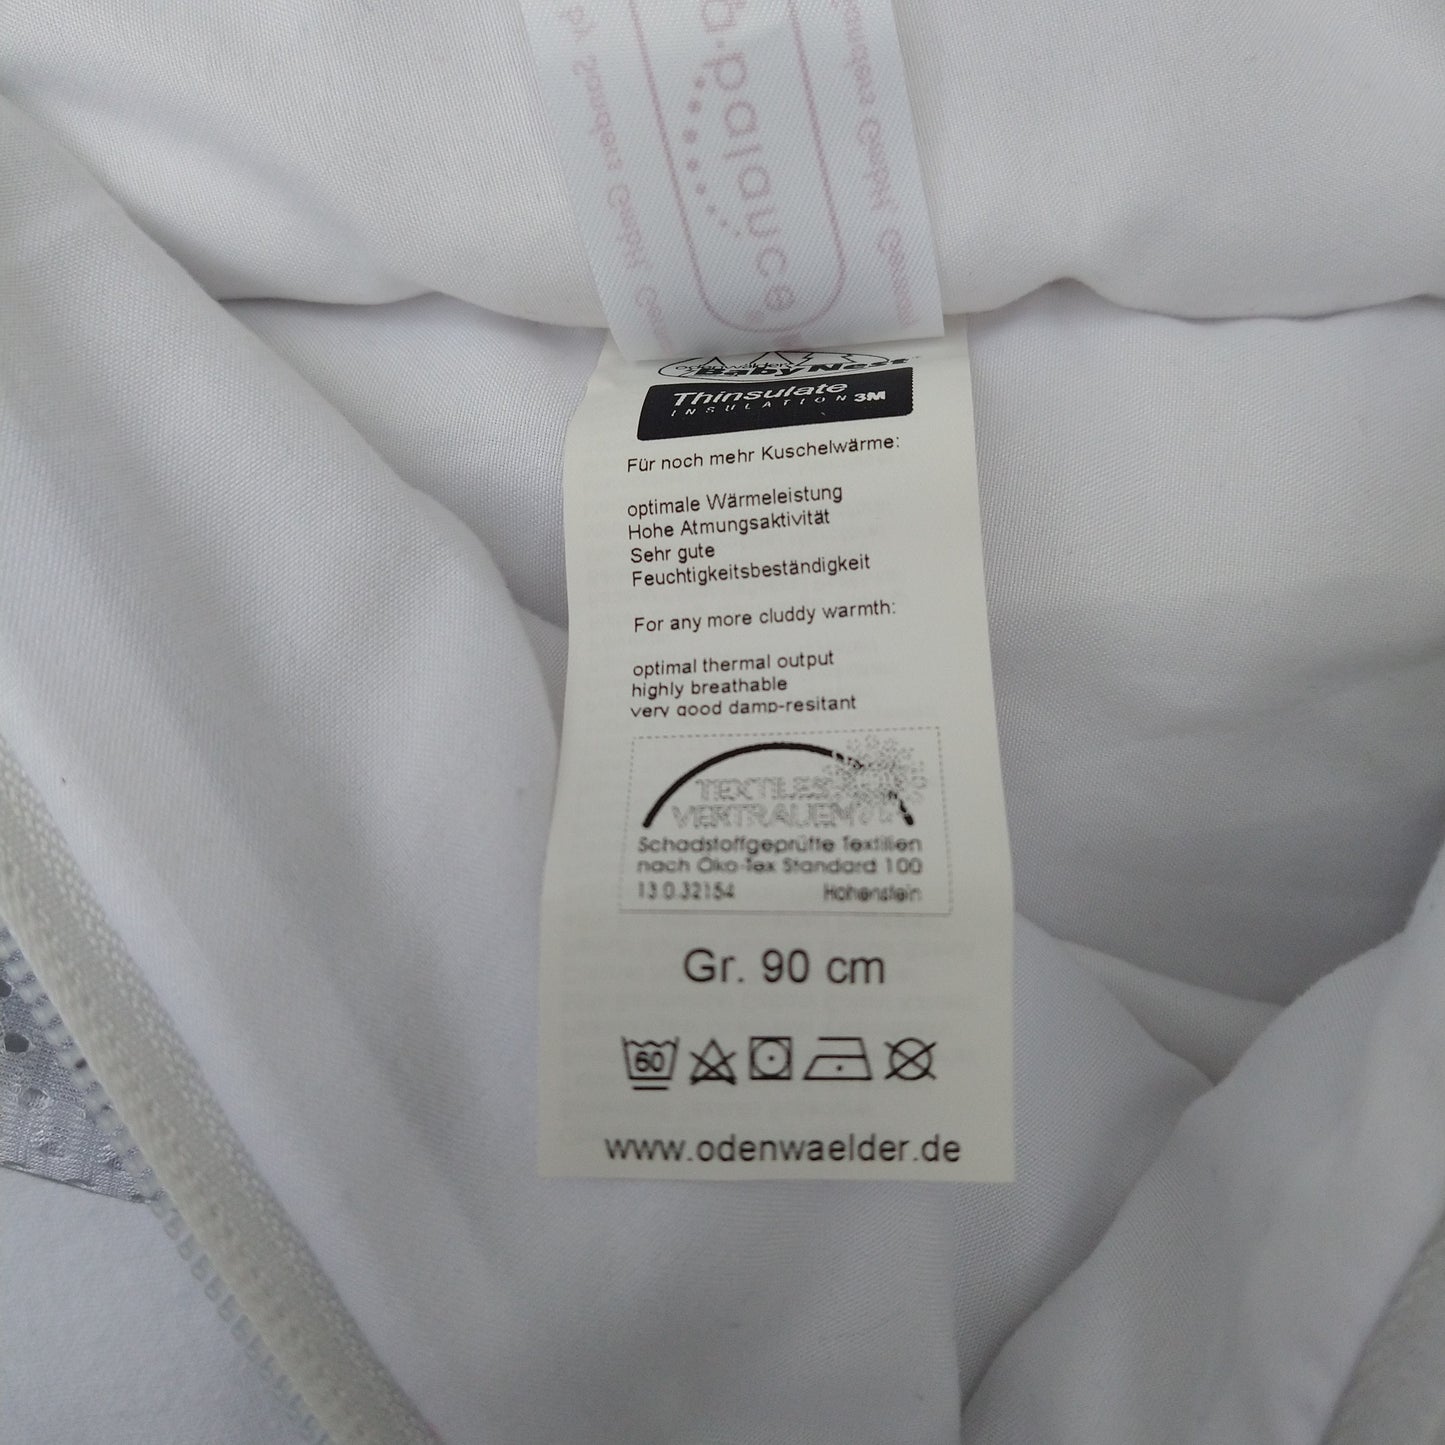 odenwälder
BabyNest
Thinsulate
INSULATION 3M
Für noch mehr Kuschelwärme:
optimale Wärmeleistung
Hohe Atmungsaktivität
Sehr gute
Feuchtigkeitsbeständigkeit
For any more cluddy warmth:
optimal thermal output
highly breathable
very good damp-resitant
TEXTILES
VERTRAUEN
Schadstoffgeprüfte Textilien
nach Öko-Tex Standard 100
13.0.32154 Hohenstein
Gr. 90 cm
60
www.odenwaelder.de